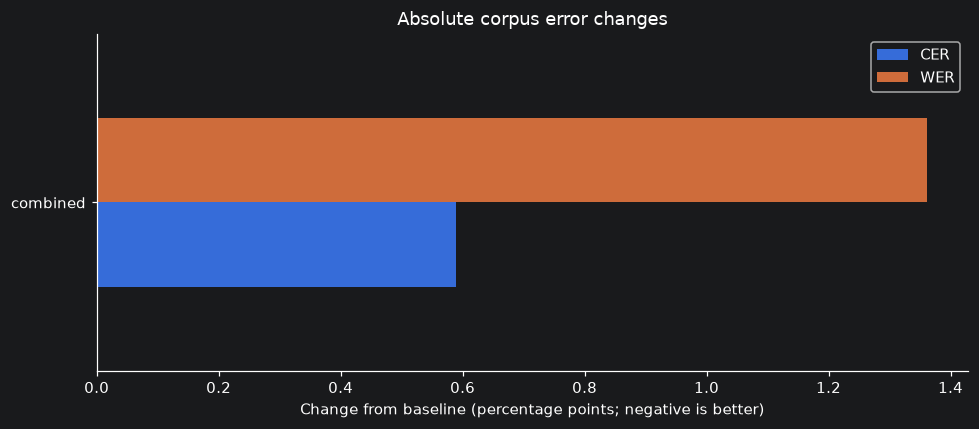 Absolute corpus error changes
CER
WER
combined
0.0 0.2 0.4 0.6 0.8 1.0 1.2 1.4
Change from baseline (percentage points; negative is better)